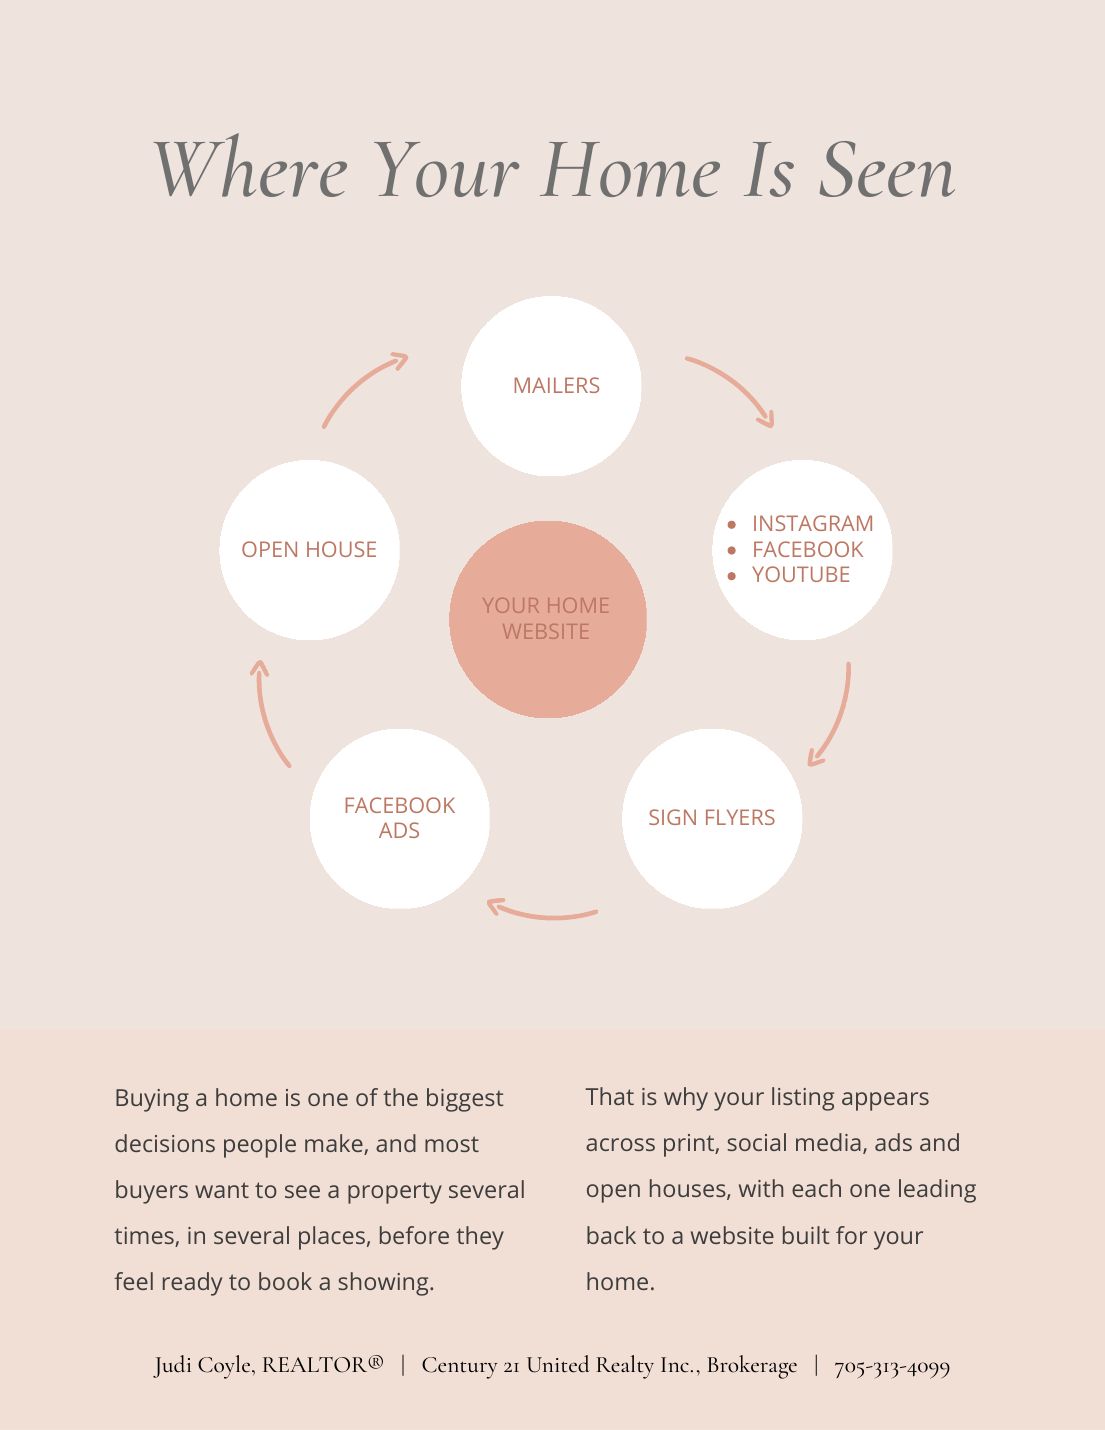 Where Your Home Is Seen
MAILERS
• INSTAGRAM
• FACEBOOK
• YOUTUBE
OPEN HOUSE
YOUR HOME
WEBSITE
FACEBOOK
ADS
SIGN FLYERS
Buying a home is one of the biggest
decisions people make, and most
buyers want to see a property several
times, in several places, before they
feel ready to book a showing.
That is why your listing appears
across print, social media, ads and
open houses, with each one leading
back to a website built for your
home.
Judi Coyle, REALTOR® | Century 21 United Realty Inc., Brokerage | 705-313-4099